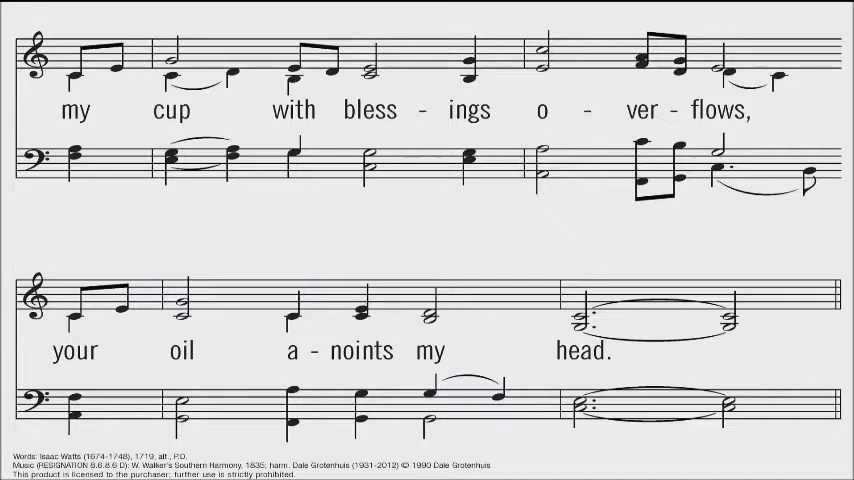 my cup with bless - ings o - ver - flows,
your oil a - noints my head.
Words: Isaac Watts (1674-1748), 1719, alt., P.D.
Music (RESIGNATION 8.6.8.6 D): W. Walker's Southern Harmony, 1835; harm. Dale Grotenhuis (1931-2012) © 1990 Dale Grotenhuis
This product is licensed to the purchaser; further use is strictly prohibited.